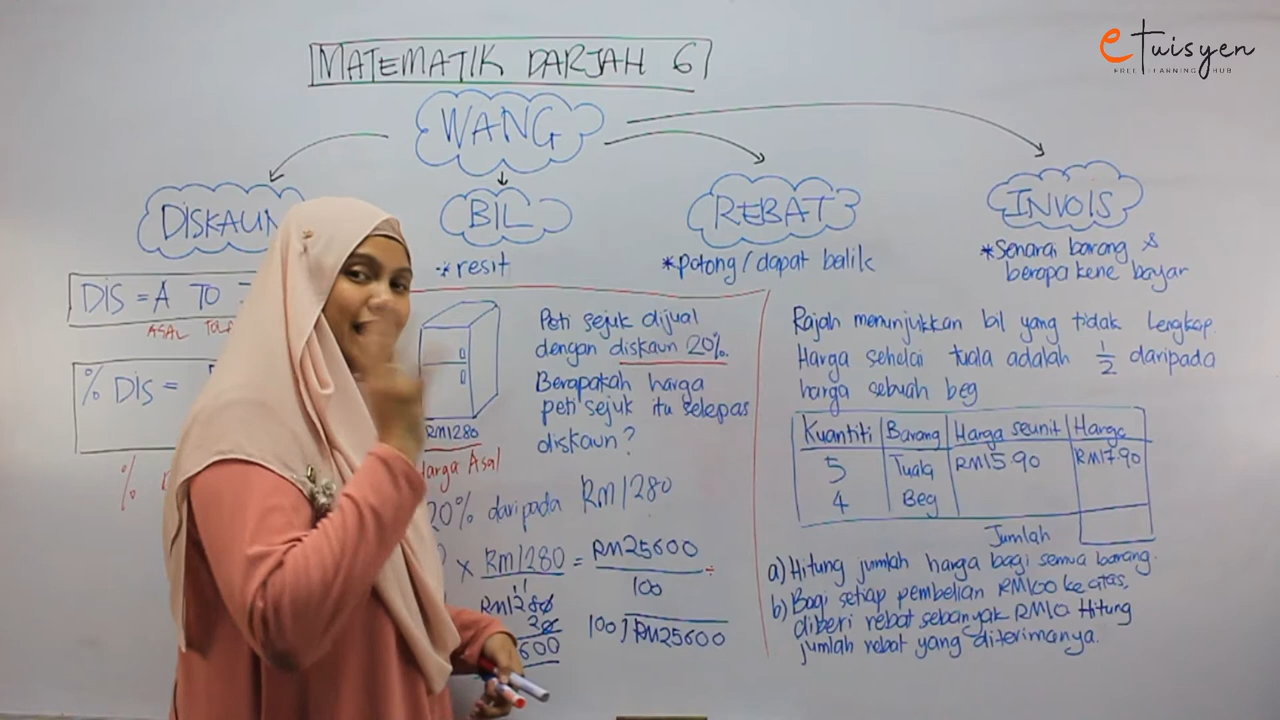 eTuisyen
FREE LEARNING HUB
MATEMATIK DARJAH 6
WANG
DISKAUN
BIL
REBAT
INVOIS
* resit
* potong / dapat balik
* Senarai barang &
berapa kene bayar
DIS = A TO
ASAL
% DIS =
%
RM1280
Harga Asal
Peti sejuk dijual
dengan diskaun 20%.
Berapakah harga
peti sejuk itu selepas
diskaun?
20% daripada RM1280
x RM1280 = RM25600 ÷
100
11
RM1280
20
600
100 RM25600
Rajah menunjukkan bil yang tidak lengkap.
Harga sehelai tuala adalah 1/2 daripada
harga sebuah beg
Kuantiti Barang Harga seunit Harga
5 Tuala RM15.90 RM17.90
4 Beg
Jumlah
a) Hitung jumlah harga bagi semua barang.
b) Bagi setiap pembelian RM100 ke atas,
diberi rebat sebanyak RM10 Hitung
jumlah rebat yang diterimanya.